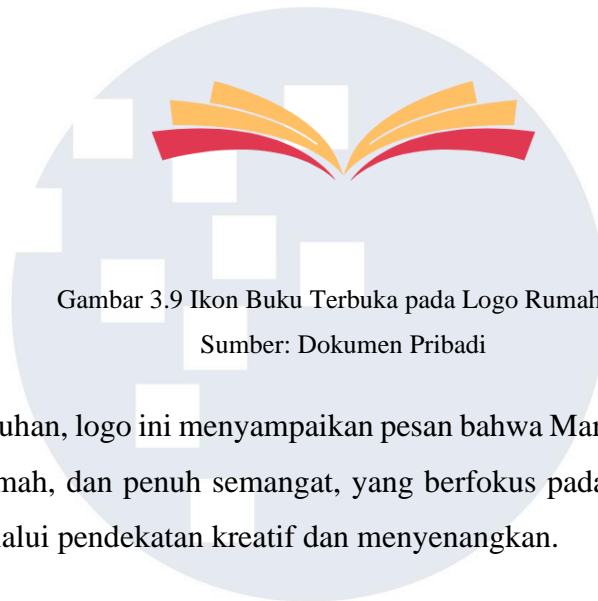 Gambar 3.9 Ikon Buku Terbuka pada Logo Rumah
Sumber: Dokumen Pribadi
uhan, logo ini menyampaikan pesan bahwa Mar
mah, dan penuh semangat, yang berfokus pada
alui pendekatan kreatif dan menyenangkan.